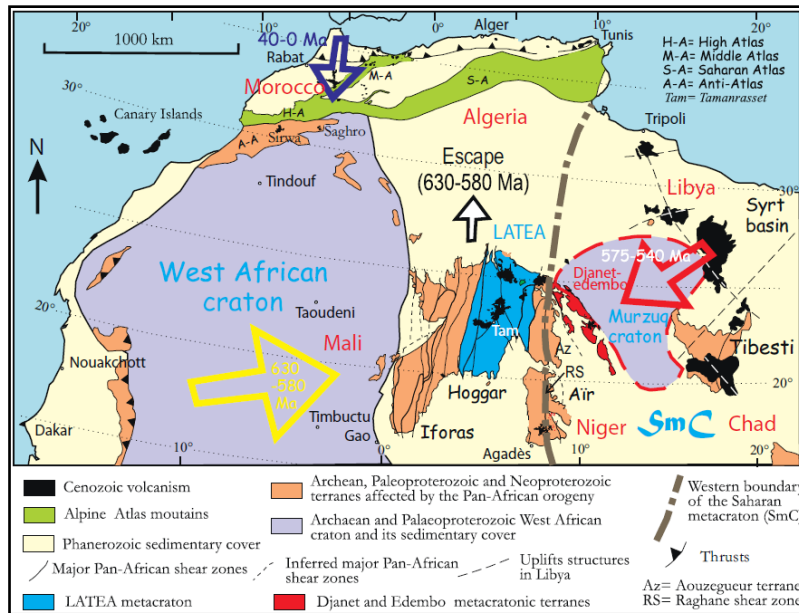 1000 km
40-0 Ma
Alger
Tunis
Rabat
M-A
S-A
H-A
Morocco
H-A= High Atlas
M-A= Middle Atlas
S-A= Saharan Atlas
A-A= Anti-Atlas
Tam= Tamanrasset
30°
Canary Islands
A-A
Sirwa
Saghro
Algeria
Tripoli
N
Tindouf
Escape
(630-580 Ma)
Libya
30°
Syrt
basin
LATEA
575-540 Ma
Djanet-
edembo
West African
craton
20°
Taoudeni
Mali
Tam
Murzuq
craton
Nouakchott
630
-580
Ma
Az
RS
Tibesti
20°
Hoggar
Aïr
Dakar
Timbuctu
Gao
Iforas
Niger
SmC
Chad
10°
0°
Agadès
10°
20°
Cenozoic volcanism
Alpine Atlas moutains
Phanerozoic sedimentary cover
Major Pan-African shear zones
LATEA metacraton
Archean, Paleoproterozoic and Neoproterozoic
terranes affected by the Pan-African orogeny
Archaean and Palaeoproterozoic West African
craton and its sedimentary cover
Inferred major Pan-African
shear zones
Uplifts structures
in Libya
Djanet and Edembo metacratonic terranes
Western boundary
of the Saharan
metacraton (SmC)
Thrusts
Az= Aouzegueur terrane
RS= Raghane shear zone